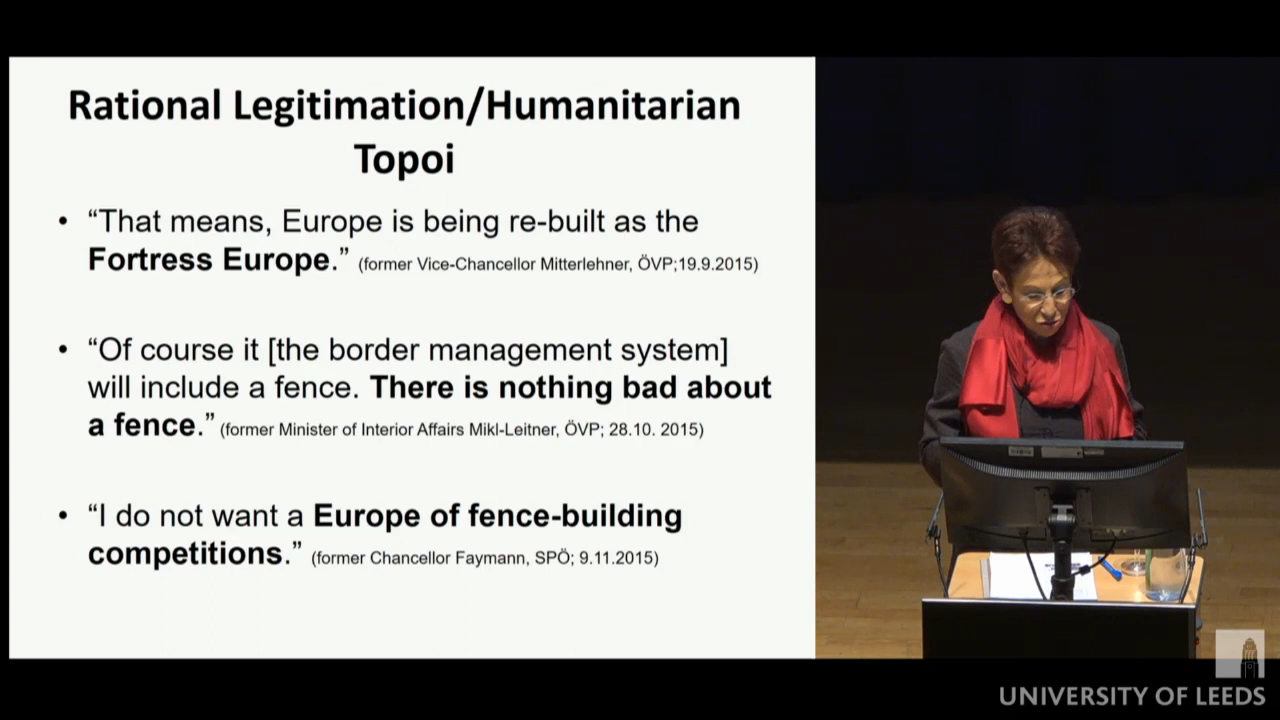 Rational Legitimation/Humanitarian
Topoi
• “That means, Europe is being re-built as the
Fortress Europe.” (former Vice-Chancellor Mitterlehner, ÖVP;19.9.2015)
• “Of course it [the border management system]
will include a fence. There is nothing bad about
a fence.” (former Minister of Interior Affairs Mikl-Leitner, ÖVP; 28.10. 2015)
• “I do not want a Europe of fence-building
competitions.” (former Chancellor Faymann, SPÖ; 9.11.2015)
UNIVERSITY OF LEEDS